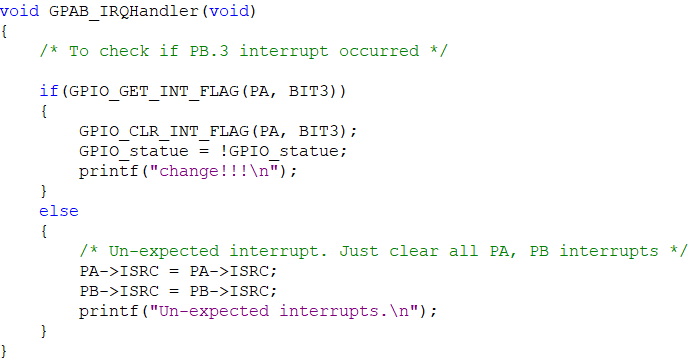 void GPAB_IRQHandler(void)
{
    /* To check if PB.3 interrupt occurred */
    if(GPIO_GET_INT_FLAG(PA, BIT3))
    {
        GPIO_CLR_INT_FLAG(PA, BIT3);
        GPIO_statue = !GPIO_statue;
        printf("change!!!\n");
    }
    else
    {
        /* Un-expected interrupt. Just clear all PA, PB interrupts */
        PA->ISRC = PA->ISRC;
        PB->ISRC = PB->ISRC;
        printf("Un-expected interrupts.\n");
    }
}